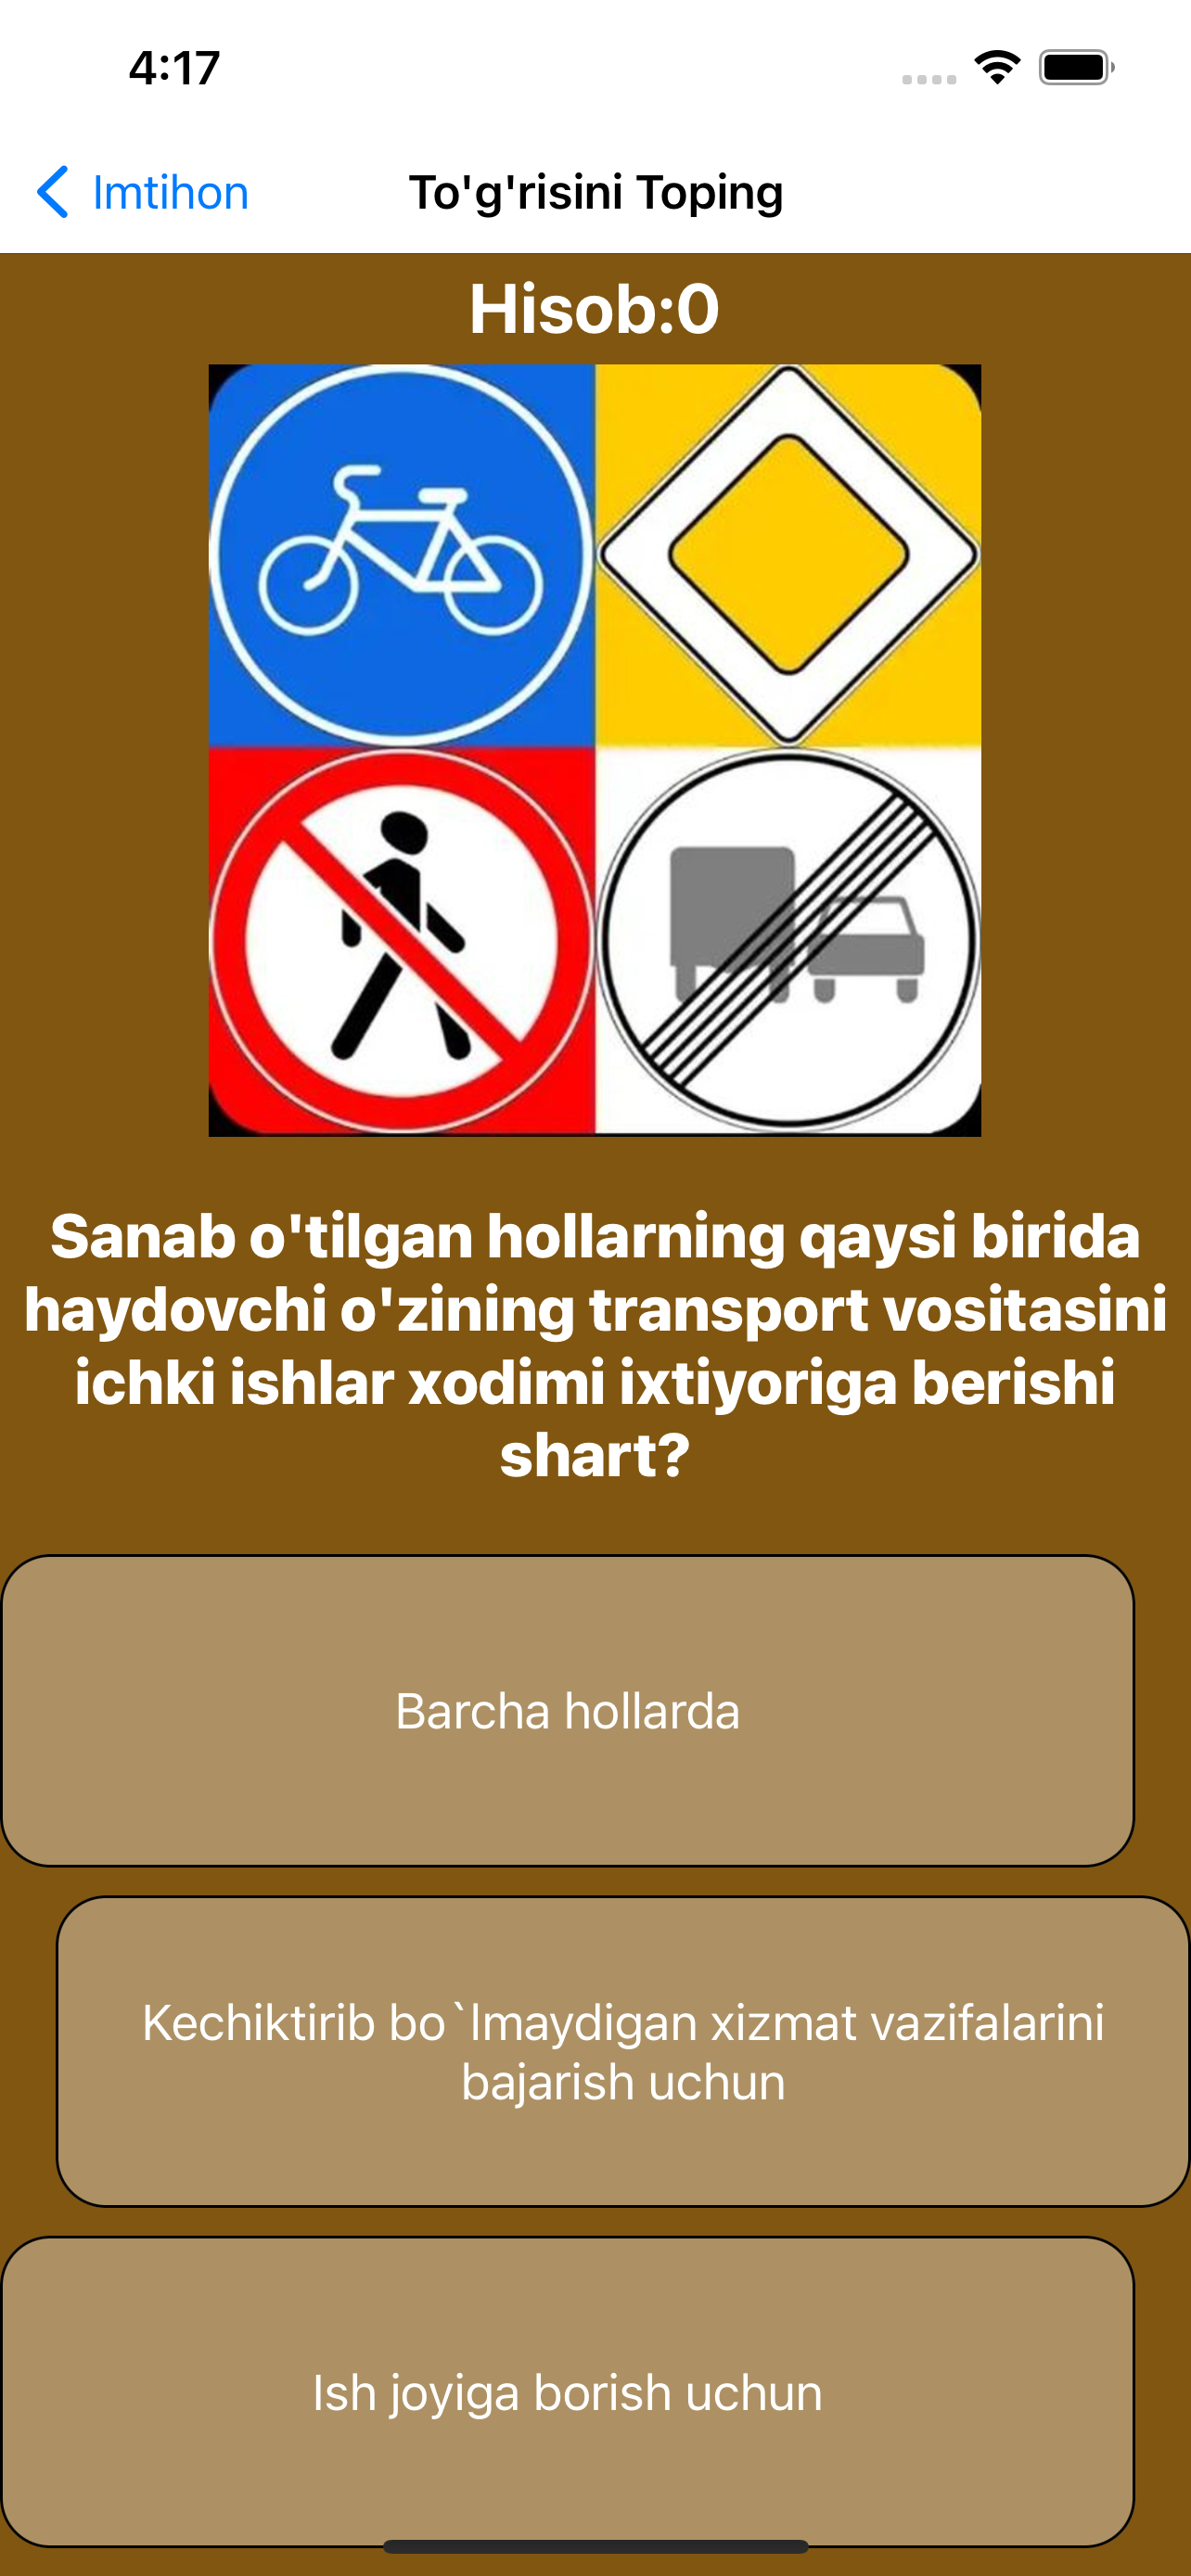 4:17
Imtihon
To'g'risini Toping
Hisob:0
Sanab o'tilgan hollarning qaysi birida
haydovchi o'zining transport vositasini
ichki ishlar xodimi ixtiyoriga berishi
shart?
Barcha hollarda
Kechiktirib bo`lmaydigan xizmat vazifalarini
bajarish uchun
Ish joyiga borish uchun